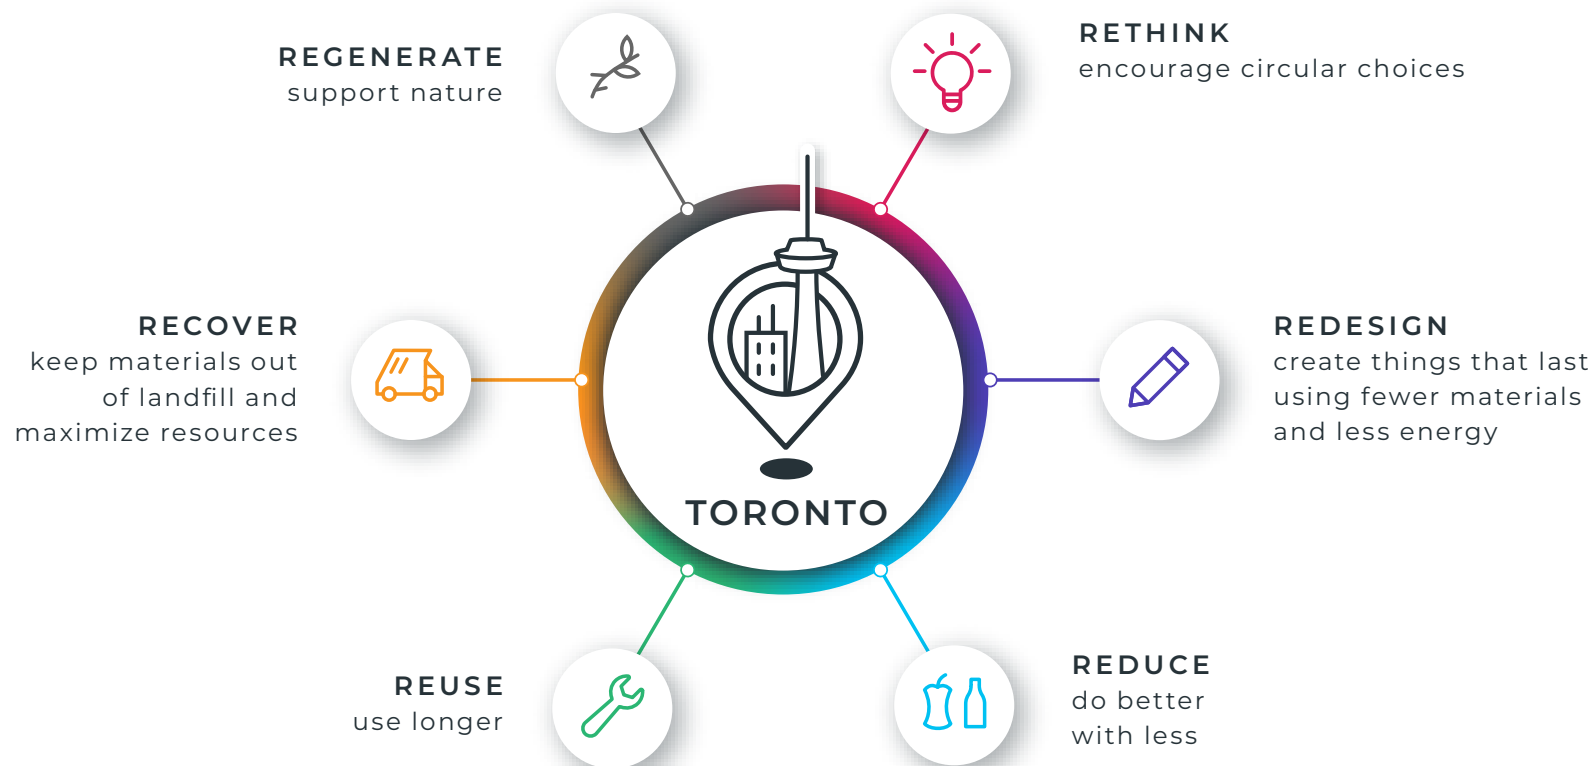 RETHINK
encourage circular choices
REDESIGN
create things that last
using fewer materials
and less energy
REDUCE
do better
with less
REUSE
use longer
RECOVER
keep materials out
of landfill and
maximize resources
REGENERATE
support nature
TORONTO